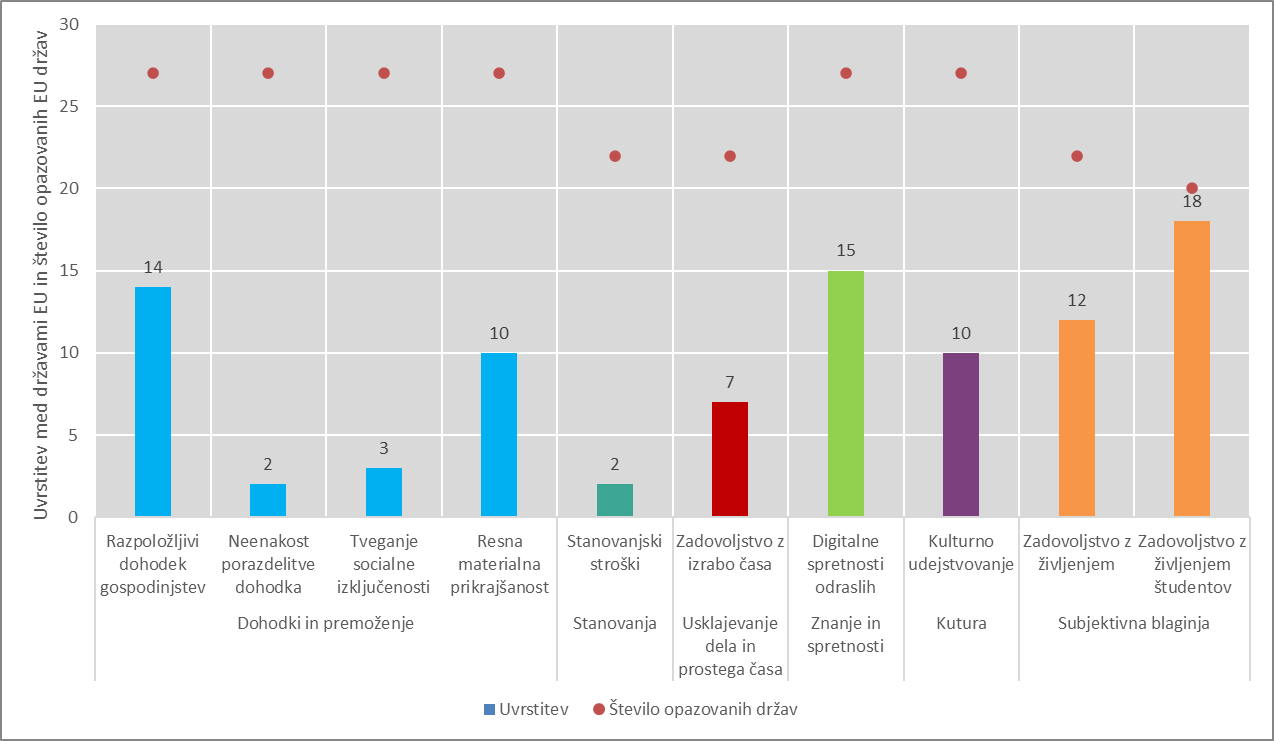 Uvrstitev med državami EU in število opazovanih EU držav
30
25
20
15
10
5
0
14
2
3
10
2
7
15
10
12
18
Razpoložljivi
dohodek
gospodinjstev
Neenakost
porazdelitve
dohodka
Tveganje
socialne
izključenosti
Resna
materialna
prikrajšanost
Stanovanjski
stroški
Zadovoljstvo z
izrabo časa
Digitalne
spretnosti
odraslih
Kulturno
udejstvovanje
Zadovoljstvo z
življenjem
Zadovoljstvo z
življenjem
študentov
Dohodki in premoženje
Stanovanja
Usklajevanje
dela in
prostega časa
Znanje in
spretnosti
Kutura
Subjektivna blaginja
Uvrstitev
Število opazovanih držav